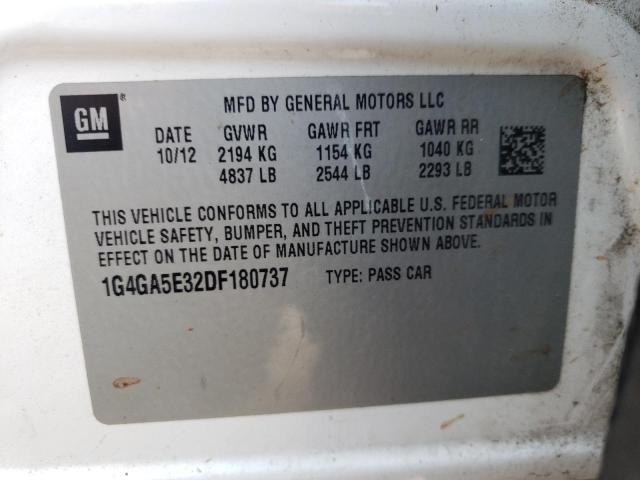 GM
MFD BY GENERAL MOTORS LLC
DATE GVWR GAWR FRT GAWR RR
10/12 2194 KG 1154 KG 1040 KG
4837 LB 2544 LB 2293 LB
THIS VEHICLE CONFORMS TO ALL APPLICABLE U.S. FEDERAL MOTOR
VEHICLE SAFETY, BUMPER, AND THEFT PREVENTION STANDARDS IN
EFFECT ON THE DATE OF MANUFACTURE SHOWN ABOVE.
1G4GA5E32DF180737 TYPE: PASS CAR